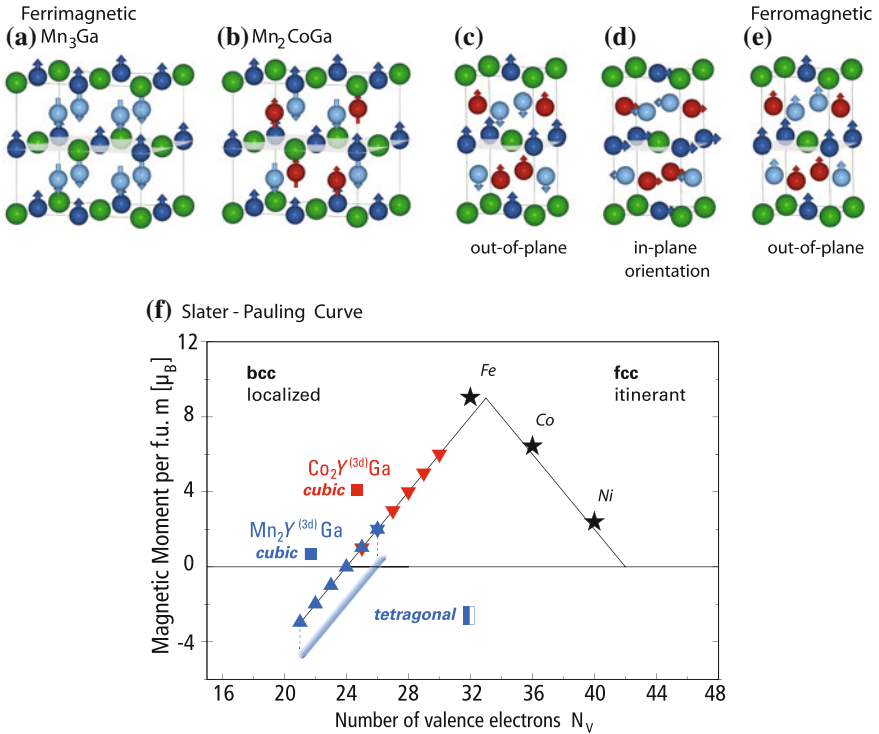 Ferrimagnetic
Ferromagnetic
(a) Mn₃Ga
(b) Mn₂CoGa
(c)
(d)
(e)
out-of-plane
in-plane
orientation
out-of-plane
(f) Slater - Pauling Curve
Magnetic Moment per f.u. m [μB]
12
8
4
0
-4
bcc
localized
fcc
itinerant
Fe
Co
Ni
Co₂Y⁽³ᵈ⁾Ga
cubic
Mn₂Y⁽³ᵈ⁾Ga
cubic
tetragonal
16 20 24 28 32 36 40 44 48
Number of valence electrons Nᵥ